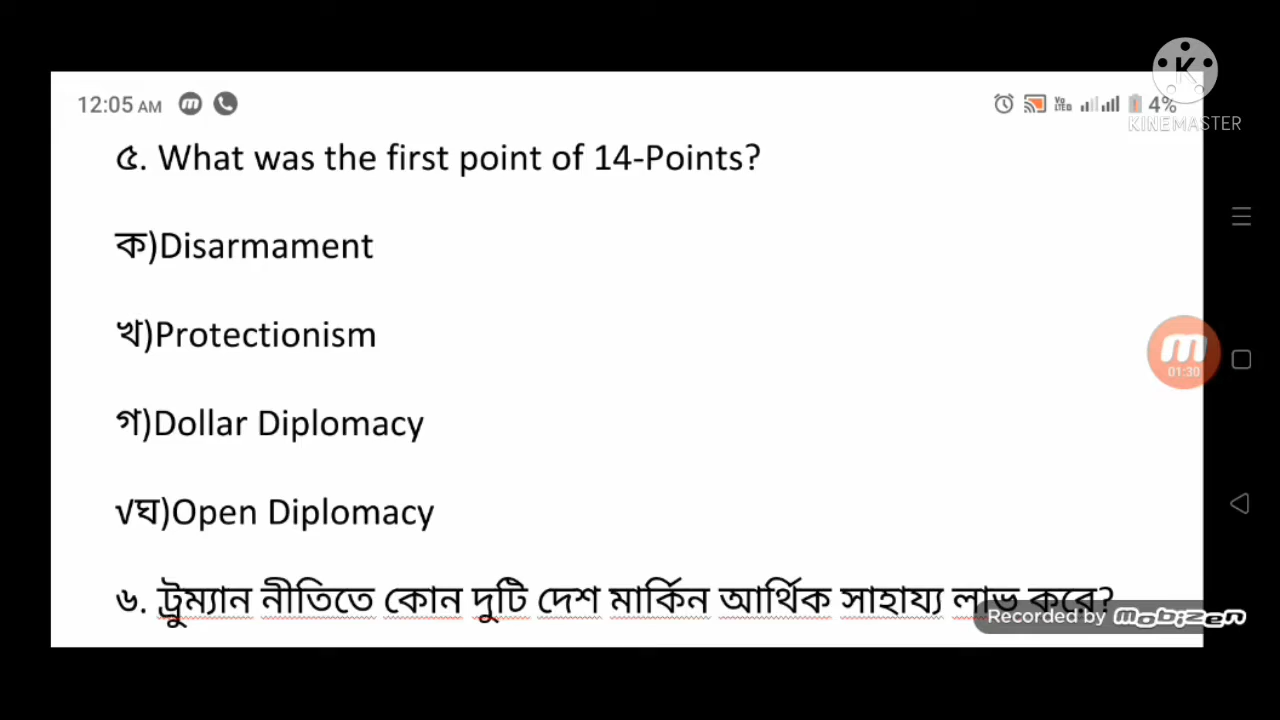 12:05 AM
4%
KINEMASTER
৫. What was the first point of 14-Points?
ক)Disarmament
খ)Protectionism
01:30
গ)Dollar Diplomacy
√ঘ)Open Diplomacy
৬. ট্রুম্যান নীতিতে কোন দুটি দেশ মার্কিন আর্থিক সাহায্য লাভ করে?
Recorded by mobizen